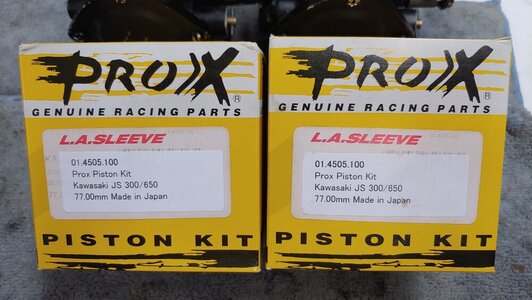 PROX®
GENUINE RACING PARTS
L.A.SLEEVE
01.4505.100
Prox Piston Kit
Kawasaki JS 300/650
77.00mm Made in Japan
PISTON KIT
PROX®
GENUINE RACING PARTS
L.A.SLEEVE
01.4505.100
Prox Piston Kit
Kawasaki JS 300/650
77.00mm Made in Japan
PISTON KIT